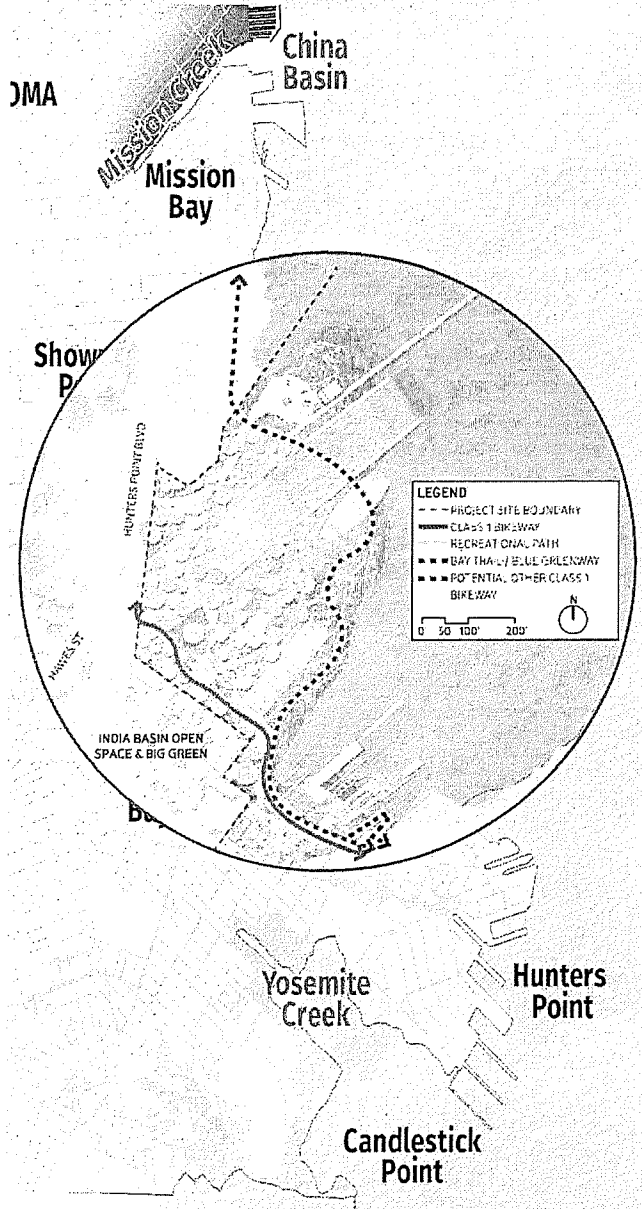 China
Basin
OMA
Mission Creek
Mission
Bay
Show
P
HUNTERS POINT BLVD
LEGEND
PROJECT SITE BOUNDARY
CLASS 1 BIKEWAY
RECREATIONAL PATH
BAY TRAIL / BLUE GREENWAY
POTENTIAL OTHER CLASS 1
BIKEWAY
N
0 50' 100' 200'
HAWES ST
INDIA BASIN OPEN
SPACE & BIG GREEN
Yosemite
Creek
Hunters
Point
Candlestick
Point